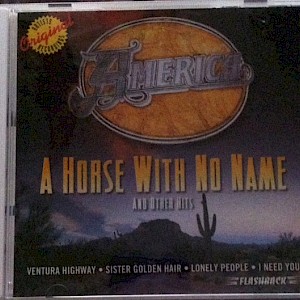 Original
AMERICA
A HORSE WITH NO NAME
AND OTHER HITS
VENTURA HIGHWAY • SISTER GOLDEN HAIR • LONELY PEOPLE • I NEED YOU
FLASHBACK